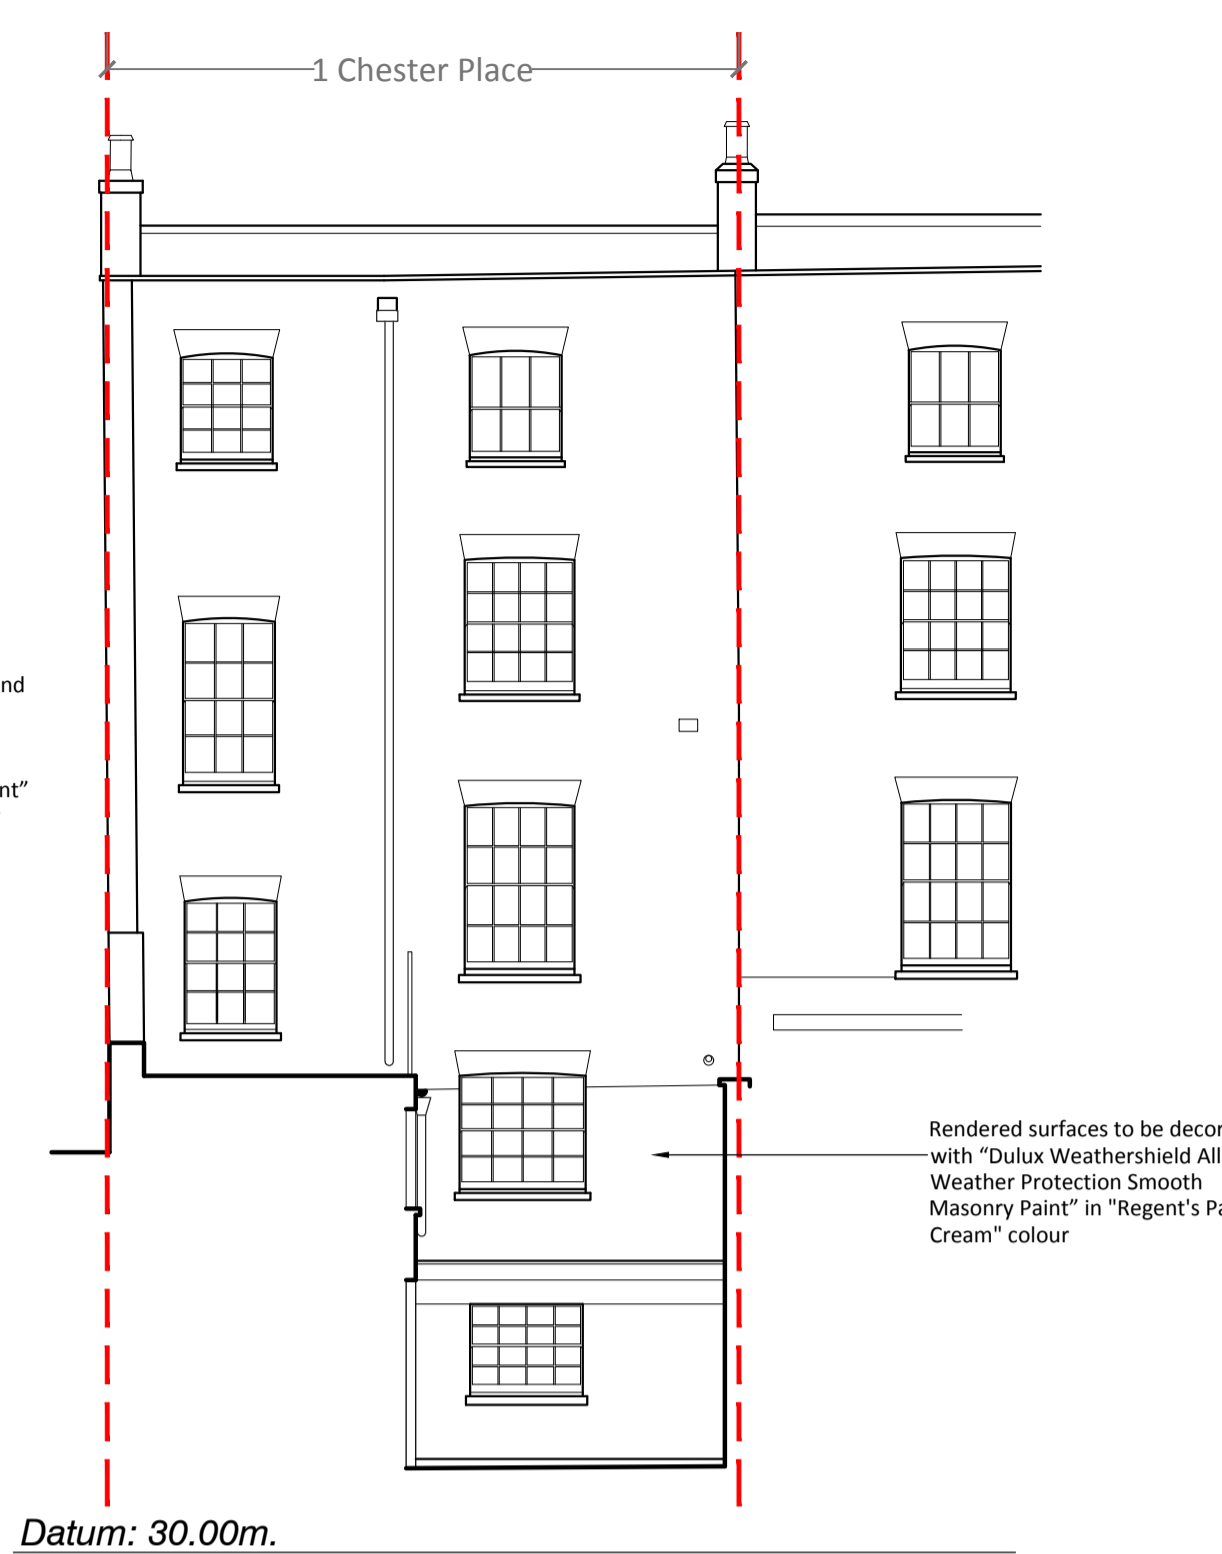 1 Chester Place
nd
nt”
Rendered surfaces to be decor
with “Dulux Weathershield All
Weather Protection Smooth
Masonry Paint” in "Regent's Pa
Cream" colour
Datum: 30.00m.